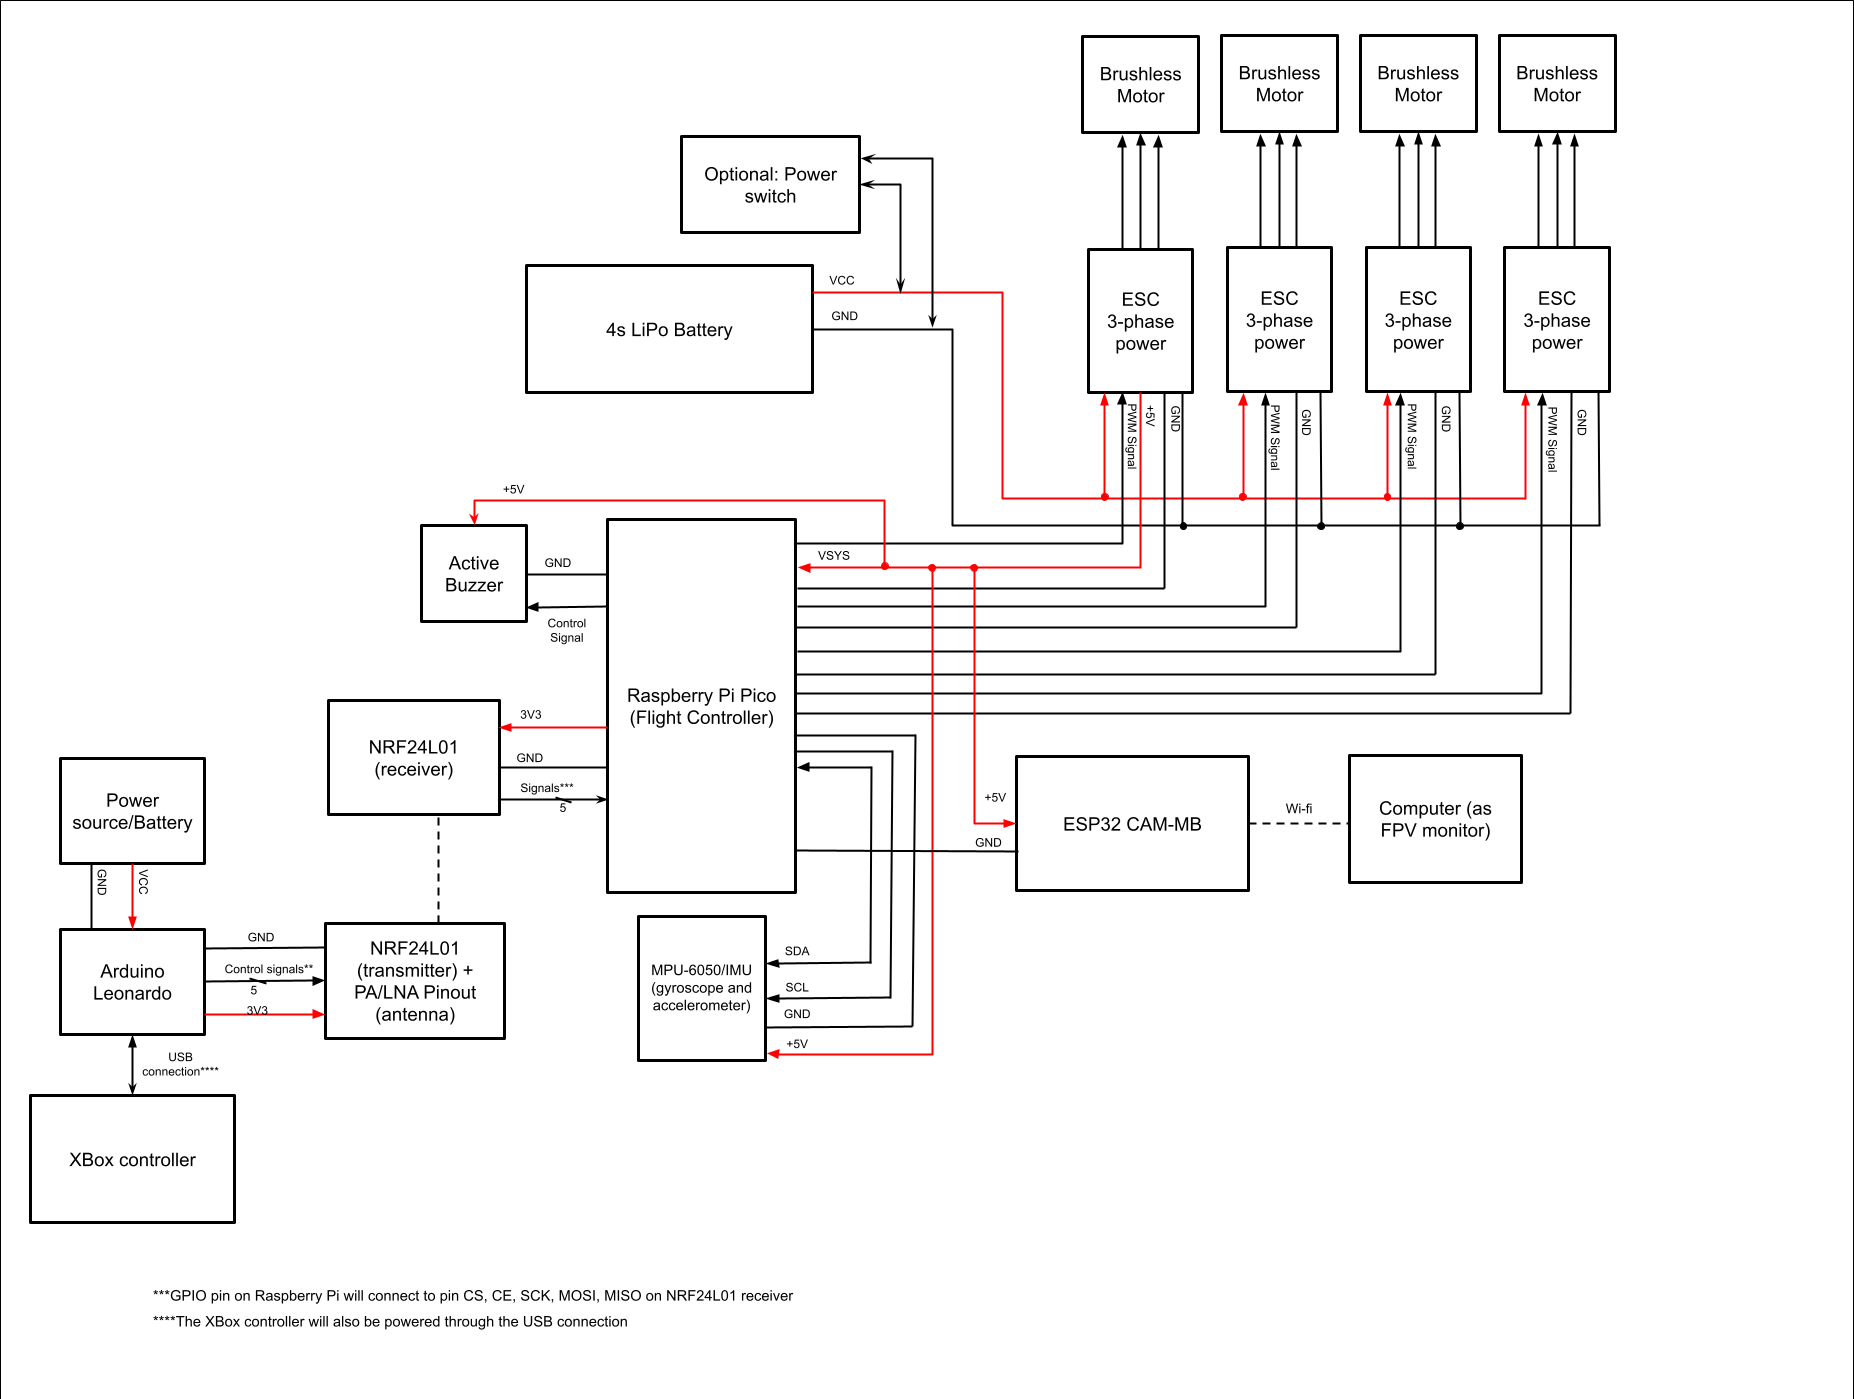 Brushless
Motor
Brushless
Motor
Brushless
Motor
Brushless
Motor
Optional: Power
switch
4s LiPo Battery
VCC
GND
ESC
3-phase
power
ESC
3-phase
power
ESC
3-phase
power
ESC
3-phase
power
PWM Signal
+5V
GND
PWM Signal
GND
PWM Signal
GND
PWM Signal
GND
+5V
Active
Buzzer
GND
Control
Signal
VSYS
Raspberry Pi Pico
(Flight Controller)
NRF24L01
(receiver)
3V3
GND
Signals***
5
Power
source/Battery
GND
VCC
+5V
GND
ESP32 CAM-MB
Wi-fi
Computer (as
FPV monitor)
Arduino
Leonardo
GND
Control signals**
5
3V3
NRF24L01
(transmitter) +
PA/LNA Pinout
(antenna)
MPU-6050/IMU
(gyroscope and
accelerometer)
SDA
SCL
GND
+5V
USB
connection****
XBox controller
***GPIO pin on Raspberry Pi will connect to pin CS, CE, SCK, MOSI, MISO on NRF24L01 receiver
****The XBox controller will also be powered through the USB connection